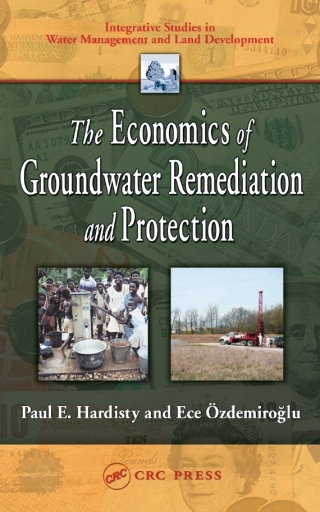 Integrative Studies in
Water Management and Land Development
The Economics of
Groundwater Remediation
and Protection
Paul E. Hardisty and Ece Özdemiroğlu
CRC CRC PRESS